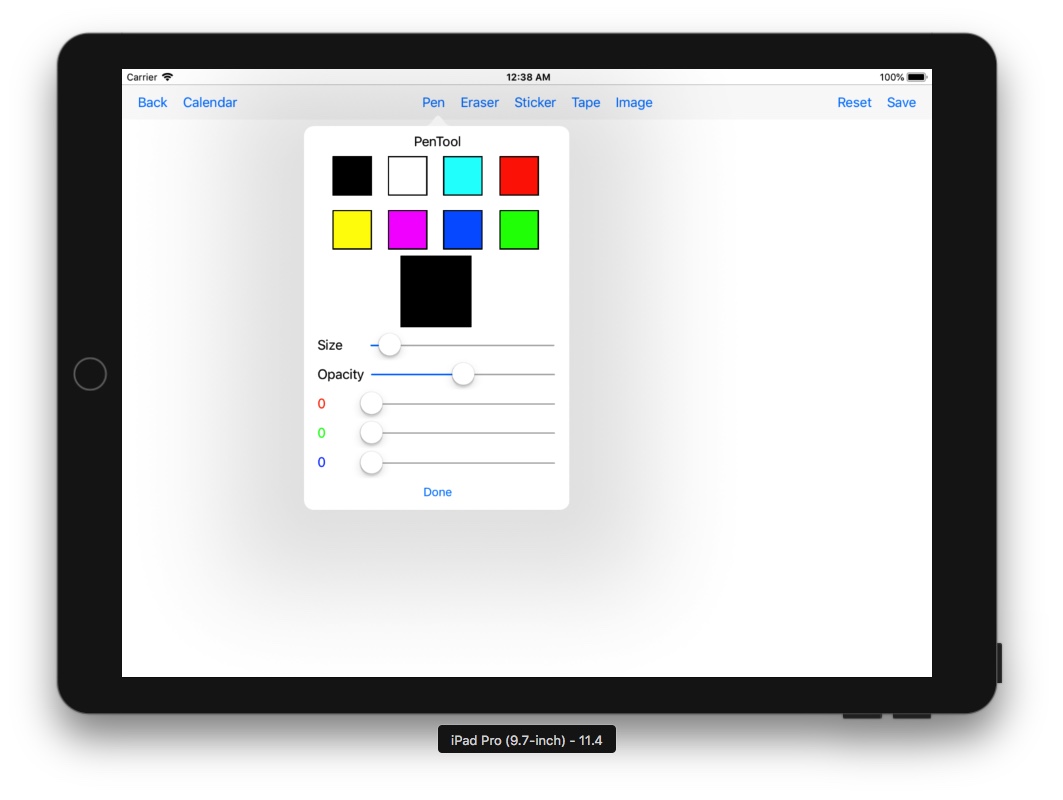 Carrier 12:38 AM 100%
Back Calendar Pen Eraser Sticker Tape Image Reset Save
PenTool
Size
Opacity
0
0
0
Done
iPad Pro (9.7-inch) - 11.4